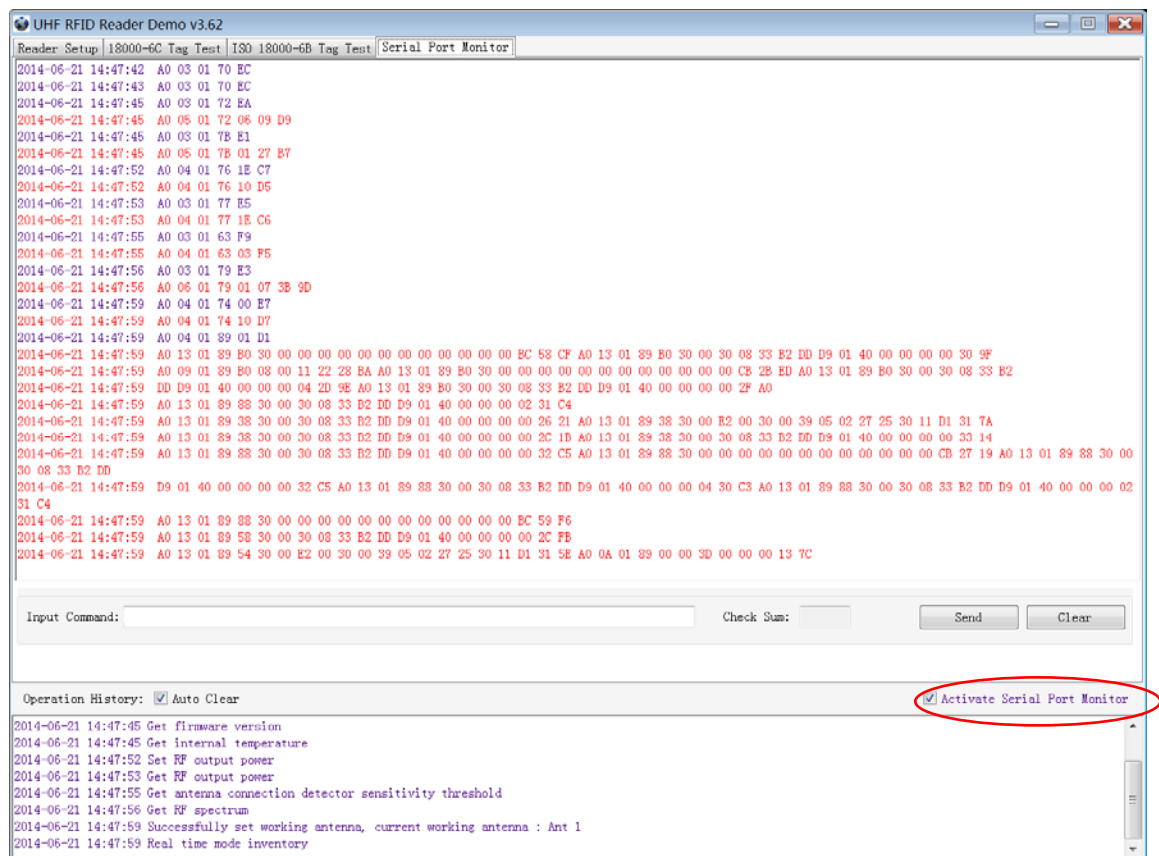 UHF RFID Reader Demo v3.62
Reader Setup 18000-6C Tag Test ISO 18000-6B Tag Test Serial Port Monitor
2014-06-21 14:47:42 A0 03 01 70 EC
2014-06-21 14:47:43 A0 03 01 70 EC
2014-06-21 14:47:45 A0 03 01 72 EA
2014-06-21 14:47:45 A0 05 01 72 06 09 D9
2014-06-21 14:47:45 A0 03 01 7B E1
2014-06-21 14:47:45 A0 05 01 7B 01 27 B7
2014-06-21 14:47:52 A0 04 01 76 1E C7
2014-06-21 14:47:52 A0 04 01 76 10 D5
2014-06-21 14:47:53 A0 03 01 77 E5
2014-06-21 14:47:53 A0 04 01 77 1E C6
2014-06-21 14:47:55 A0 03 01 63 F9
2014-06-21 14:47:55 A0 04 01 63 03 F5
2014-06-21 14:47:56 A0 03 01 79 E3
2014-06-21 14:47:56 A0 06 01 79 01 07 3B 9D
2014-06-21 14:47:59 A0 04 01 74 00 E7
2014-06-21 14:47:59 A0 04 01 74 10 D7
2014-06-21 14:47:59 A0 04 01 89 01 D1
2014-06-21 14:47:59 A0 13 01 89 B0 30 00 00 00 00 00 00 00 00 00 00 00 00 BC 58 CF A0 13 01 89 B0 30 00 30 08 33 B2 DD D9 01 40 00 00 00 00 30 9F
2014-06-21 14:47:59 A0 09 01 89 B0 08 00 11 22 28 BA A0 13 01 89 B0 30 00 00 00 00 00 00 00 00 00 00 00 00 CB 2B ED A0 13 01 89 B0 30 00 30 08 33 B2
2014-06-21 14:47:59 DD D9 01 40 00 00 00 04 2D 9E A0 13 01 89 B0 30 00 30 08 33 B2 DD D9 01 40 00 00 00 00 2F A0
2014-06-21 14:47:59 A0 13 01 89 88 30 00 30 08 33 B2 DD D9 01 40 00 00 00 02 31 C4
2014-06-21 14:47:59 A0 13 01 89 38 30 00 30 08 33 B2 DD D9 01 40 00 00 00 00 26 21 A0 13 01 89 38 30 00 E2 00 30 00 39 05 02 27 25 30 11 D1 31 7A
2014-06-21 14:47:59 A0 13 01 89 38 30 00 30 08 33 B2 DD D9 01 40 00 00 00 00 2C 1B A0 13 01 89 38 30 00 30 08 33 B2 DD D9 01 40 00 00 00 00 33 14
2014-06-21 14:47:59 A0 13 01 89 88 30 00 30 08 33 B2 DD D9 01 40 00 00 00 00 32 C5 A0 13 01 89 88 30 00 00 00 00 00 00 00 00 00 00 00 00 CB 27 19 A0 13 01 89 88 30 00
30 08 33 B2 DD
2014-06-21 14:47:59 D9 01 40 00 00 00 00 32 C5 A0 13 01 89 88 30 00 30 08 33 B2 DD D9 01 40 00 00 00 04 30 C3 A0 13 01 89 88 30 00 30 08 33 B2 DD D9 01 40 00 00 00 02
31 C4
2014-06-21 14:47:59 A0 13 01 89 88 30 00 00 00 00 00 00 00 00 00 00 00 00 BC 59 F6
2014-06-21 14:47:59 A0 13 01 89 58 30 00 30 08 33 B2 DD D9 01 40 00 00 00 00 2C FB
2014-06-21 14:47:59 A0 13 01 89 54 30 00 E2 00 30 00 39 05 02 27 25 30 11 D1 31 5E A0 0A 01 89 00 00 3D 00 00 00 13 7C
Input Command: Check Sum: Send Clear
Operation History: Auto Clear Activate Serial Port Monitor
2014-06-21 14:47:45 Get firmware version
2014-06-21 14:47:45 Get internal temperature
2014-06-21 14:47:52 Set RF output power
2014-06-21 14:47:53 Get RF output power
2014-06-21 14:47:55 Get antenna connection detector sensitivity threshold
2014-06-21 14:47:56 Get RF spectrum
2014-06-21 14:47:59 Successfully set working antenna, current working antenna : Ant 1
2014-06-21 14:47:59 Real time mode inventory